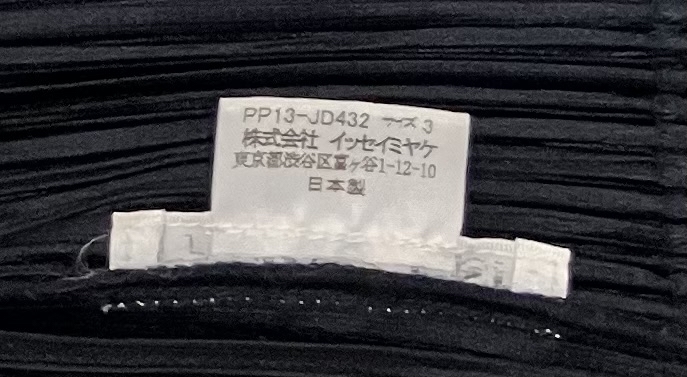 PP13-JD432 サイズ 3
株式会社 イッセイミヤケ
東京都渋谷区富ヶ谷1-12-10
日本製